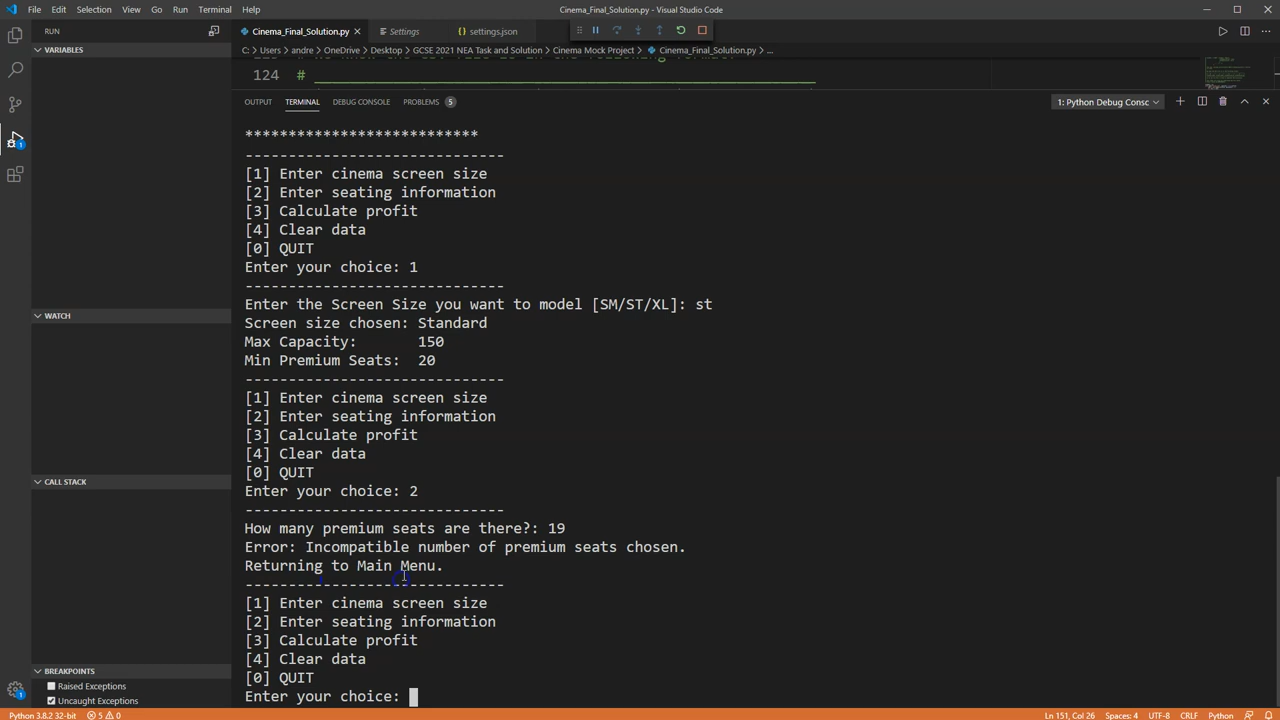 File Edit Selection View Go Run Terminal Help
Cinema_Final_Solution.py - Visual Studio Code
RUN
Cinema_Final_Solution.py
Settings
settings.json
VARIABLES
C: > Users > andre > OneDrive > Desktop > GCSE 2021 NEA Task and Solution > Cinema Mock Project > Cinema_Final_Solution.py > ...
124 # ___
OUTPUT TERMINAL DEBUG CONSOLE PROBLEMS 5
1: Python Debug Consc
***************************
------------------------------
[1] Enter cinema screen size
[2] Enter seating information
[3] Calculate profit
[4] Clear data
[0] QUIT
Enter your choice: 1
------------------------------
Enter the Screen Size you want to model [SM/ST/XL]: st
Screen size chosen: Standard
Max Capacity: 150
Min Premium Seats: 20
------------------------------
[1] Enter cinema screen size
[2] Enter seating information
[3] Calculate profit
[4] Clear data
[0] QUIT
Enter your choice: 2
------------------------------
How many premium seats are there?: 19
Error: Incompatible number of premium seats chosen.
Returning to Main Menu.
------------------------------
[1] Enter cinema screen size
[2] Enter seating information
[3] Calculate profit
[4] Clear data
[0] QUIT
Enter your choice:
WATCH
CALL STACK
BREAKPOINTS
Raised Exceptions
Uncaught Exceptions
1
1
Python 3.8.2 32-bit 5 0
Ln 151, Col 26 Spaces: 4 UTF-8 CRLF Python